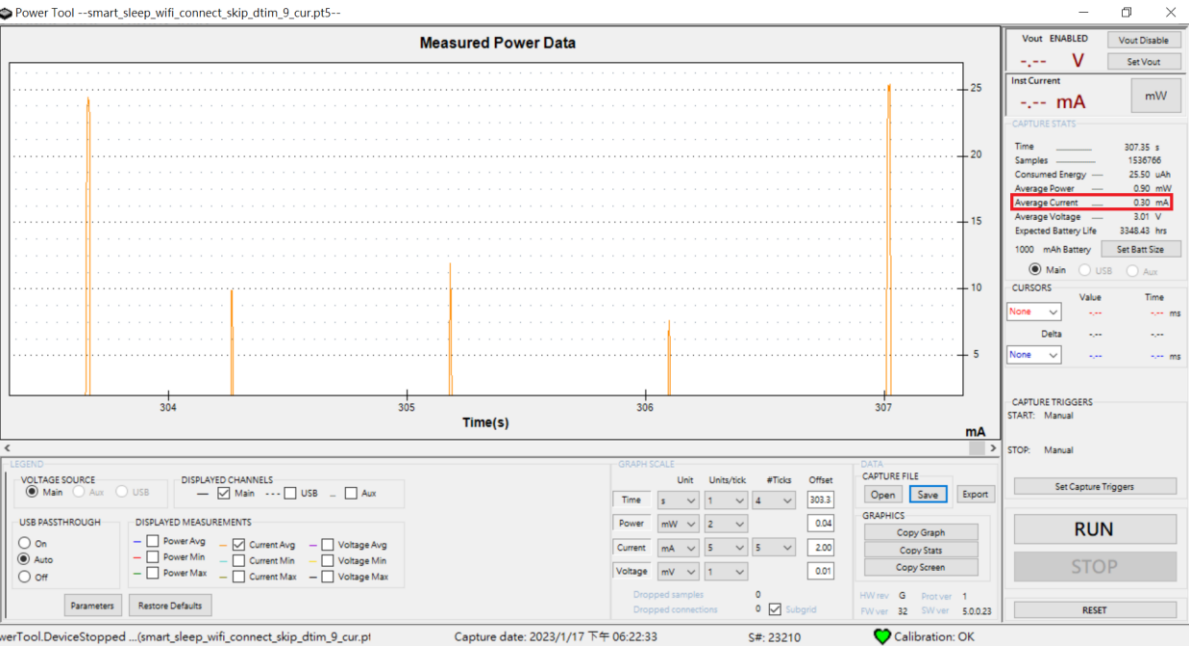 Power Tool --smart_sleep_wifi_connect_skip_dtim_9_cur.pt5--
Measured Power Data
25
20
15
10
5
304 305 306 307
Time(s)
mA
Vout ENABLED Vout Disable
-.-- V Set Vout
Inst Current
-.-- mA mW
CAPTURE STATS
Time 307.35 s
Samples 1536766
Consumed Energy 25.50 uAh
Average Power 0.90 mW
Average Current 0.30 mA
Average Voltage 3.01 V
Expected Battery Life 3348.43 hrs
1000 mAh Battery Set Batt Size
Main USB Aux
CURSORS
Value Time
None -.-- -.-- ms
Delta -.-- -.--
None -.-- -.-- ms
CAPTURE TRIGGERS
START: Manual
STOP: Manual
Set Capture Triggers
RUN
STOP
RESET
LEGEND
VOLTAGE SOURCE
Main Aux USB
DISPLAYED CHANNELS
Main USB Aux
USB PASSTHROUGH
On
Auto
Off
DISPLAYED MEASUREMENTS
Power Avg Current Avg Voltage Avg
Power Min Current Min Voltage Min
Power Max Current Max Voltage Max
Parameters Restore Defaults
GRAPH SCALE
Unit Units/tick #Ticks Offset
Time s 1 4 303.3
Power mW 2 0.04
Current mA 5 5 2.00
Voltage mV 1 0.01
Dropped samples 0
Dropped connections 0 Subgrid
DATA
CAPTURE FILE
Open Save Export
GRAPHICS
Copy Graph
Copy Stats
Copy Screen
HW rev G Prot ver 1
FW ver 32 SW ver 5.0.0.23
werTool.DeviceStopped ...(smart_sleep_wifi_connect_skip_dtim_9_cur.pt Capture date: 2023/1/17 下午 06:22:33 S#: 23210 Calibration: OK